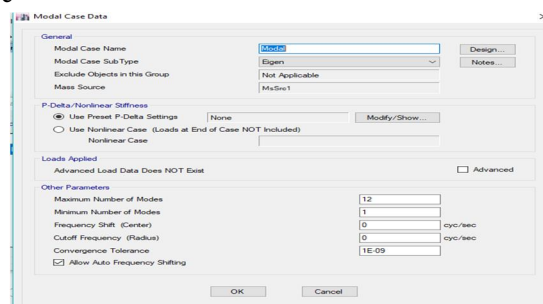 Modal Case Data
General
Modal Case Name Modal Design...
Modal Case SubType Eigen Notes...
Exclude Objects in this Group Not Applicable
Mass Source MsSrc1
P-Delta/Nonlinear Stiffness
Use Preset P-Delta Settings None Modify/Show...
Use Nonlinear Case (Loads at End of Case NOT Included)
Nonlinear Case
Loads Applied
Advanced Load Data Does NOT Exist Advanced
Other Parameters
Maximum Number of Modes 12
Minimum Number of Modes 1
Frequency Shift (Center) 0 cyc/sec
Cutoff Frequency (Radius) 0 cyc/sec
Convergence Tolerance 1E-09
Allow Auto Frequency Shifting
OK Cancel